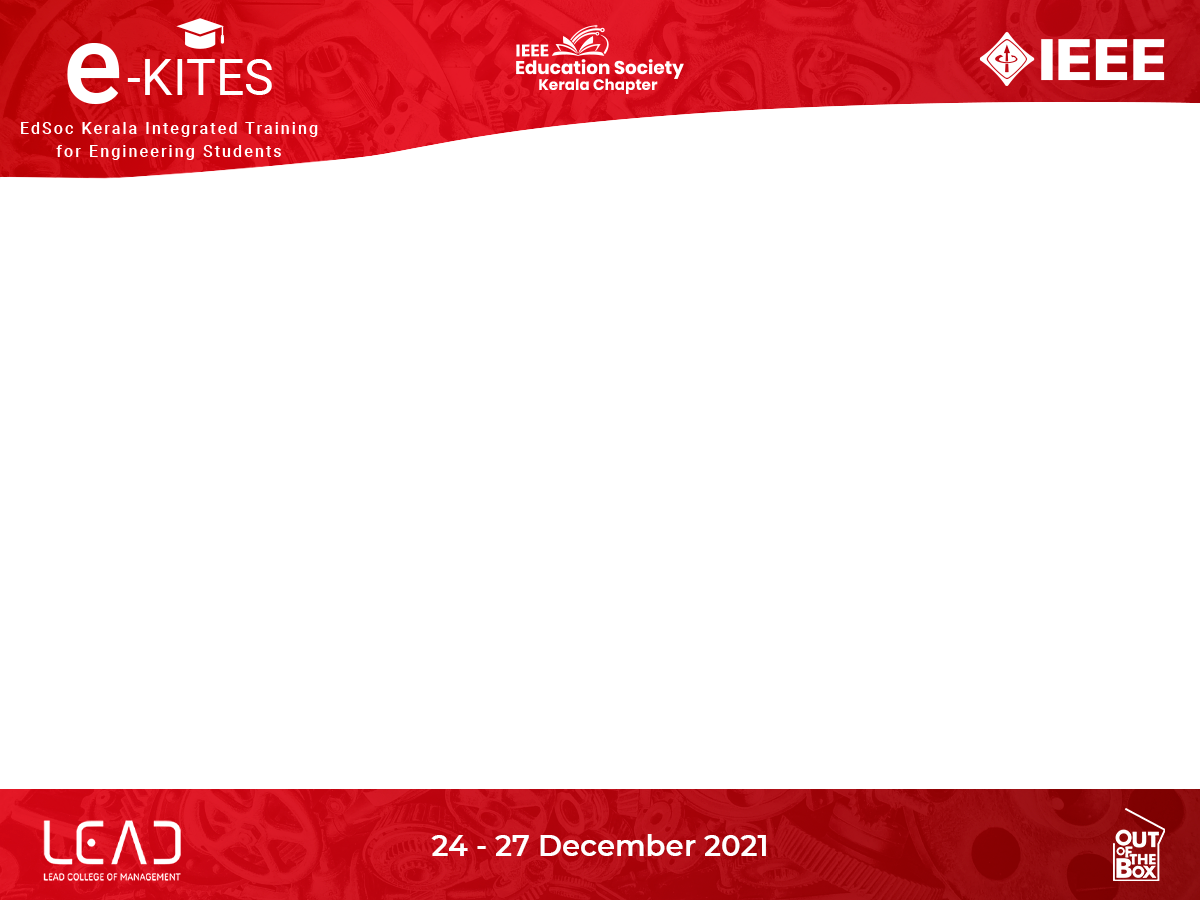 e-KITES
EdSoc Kerala Integrated Training
for Engineering Students
IEEE
Education Society
Kerala Chapter
IEEE
LEAD
LEAD COLLEGE OF MANAGEMENT
24 - 27 December 2021
OUT
OF
THE
BOX